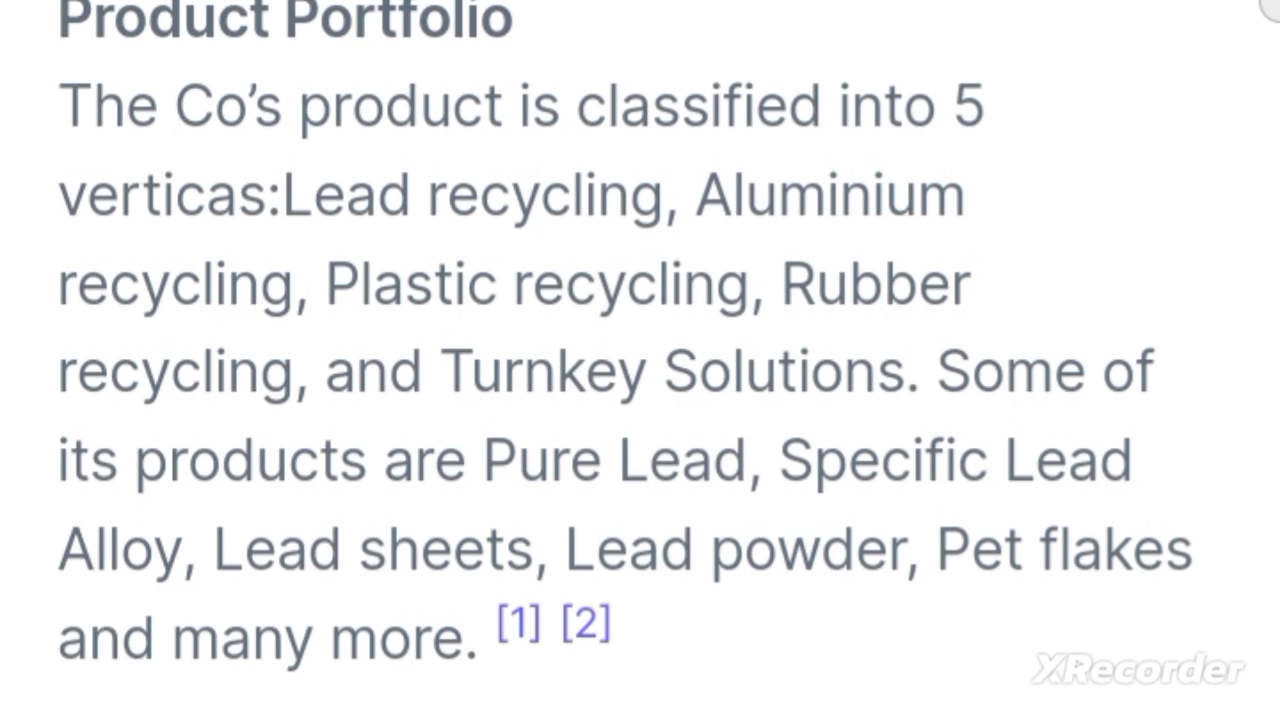 Product Portfolio
The Co’s product is classified into 5
verticas:Lead recycling, Aluminium
recycling, Plastic recycling, Rubber
recycling, and Turnkey Solutions. Some of
its products are Pure Lead, Specific Lead
Alloy, Lead sheets, Lead powder, Pet flakes
and many more. [1] [2]
XRecorder